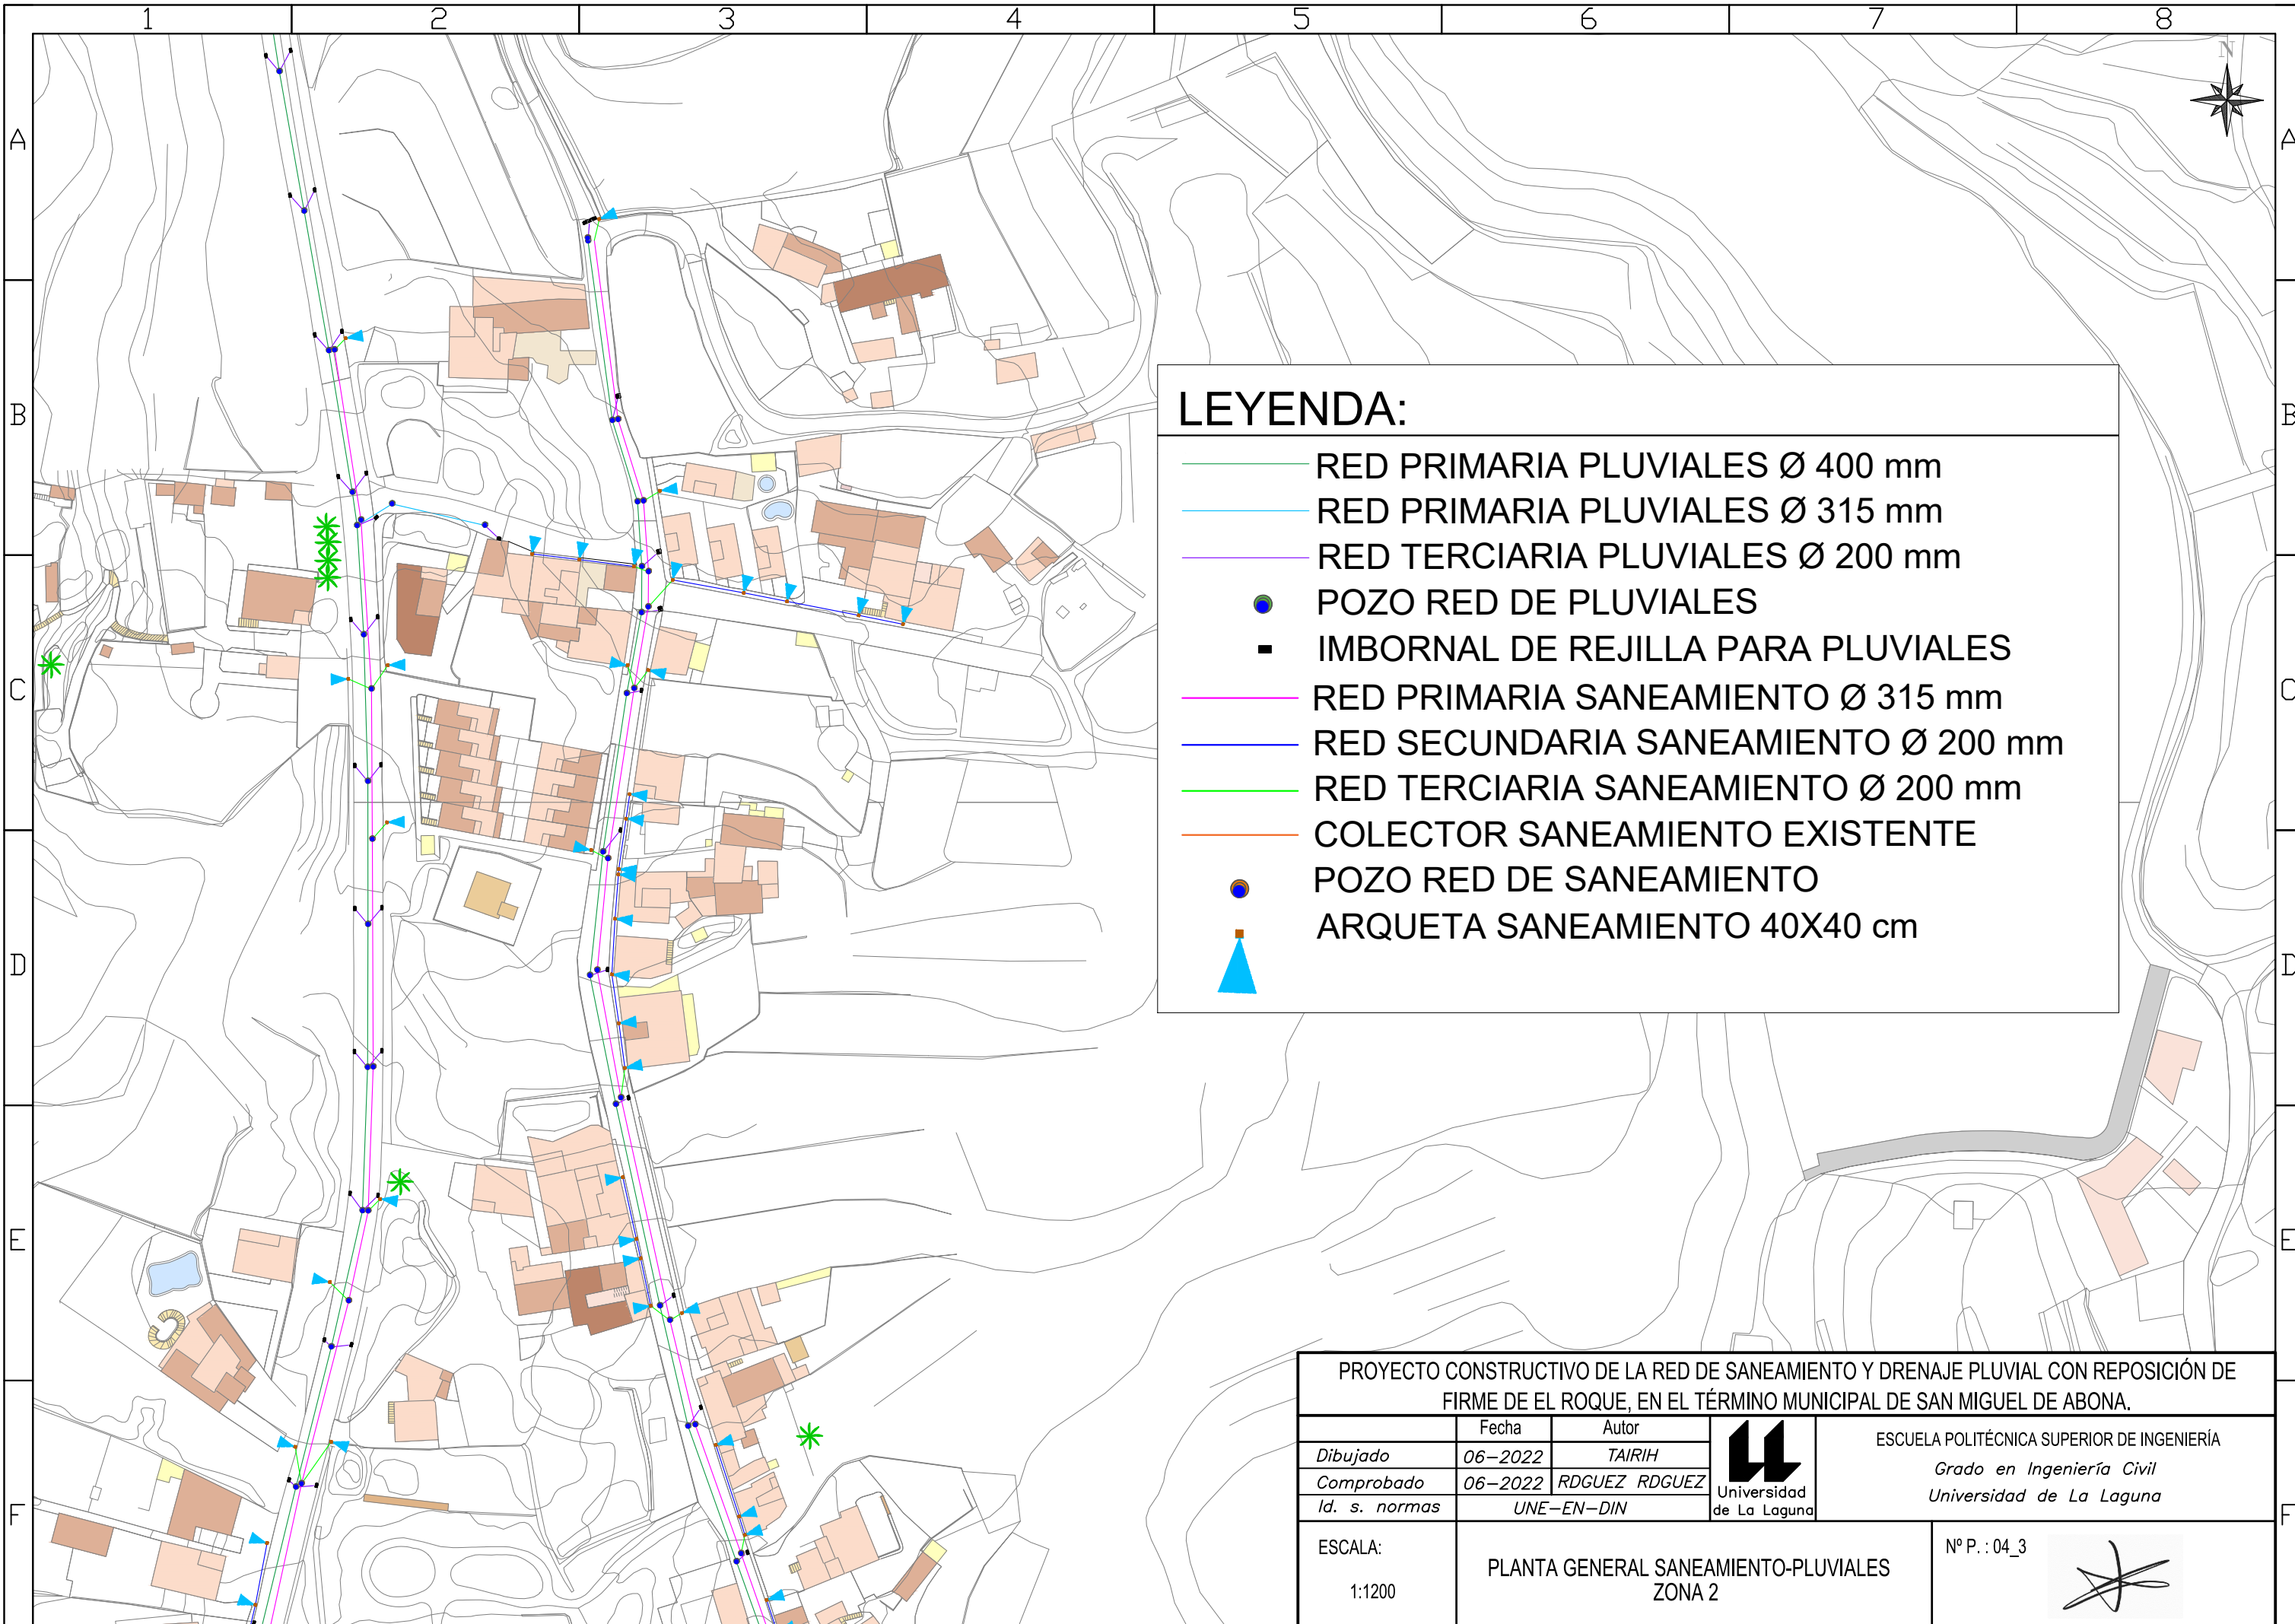 1 2 3 4 5 6 7 8
N
A A
B B
C C
D D
E E
F F
LEYENDA:
RED PRIMARIA PLUVIALES Ø 400 mm
RED PRIMARIA PLUVIALES Ø 315 mm
RED TERCIARIA PLUVIALES Ø 200 mm
POZO RED DE PLUVIALES
IMBORNAL DE REJILLA PARA PLUVIALES
RED PRIMARIA SANEAMIENTO Ø 315 mm
RED SECUNDARIA SANEAMIENTO Ø 200 mm
RED TERCIARIA SANEAMIENTO Ø 200 mm
COLECTOR SANEAMIENTO EXISTENTE
POZO RED DE SANEAMIENTO
ARQUETA SANEAMIENTO 40X40 cm
PROYECTO CONSTRUCTIVO DE LA RED DE SANEAMIENTO Y DRENAJE PLUVIAL CON REPOSICIÓN DE
FIRME DE EL ROQUE, EN EL TÉRMINO MUNICIPAL DE SAN MIGUEL DE ABONA.
Fecha Autor
Dibujado 06-2022 TAIRIH
Comprobado 06-2022 RDGUEZ RDGUEZ
Id. s. normas UNE-EN-DIN
Universidad
de La Laguna
ESCUELA POLITÉCNICA SUPERIOR DE INGENIERÍA
Grado en Ingeniería Civil
Universidad de La Laguna
ESCALA:
1:1200
PLANTA GENERAL SANEAMIENTO-PLUVIALES
ZONA 2
Nº P. : 04_3